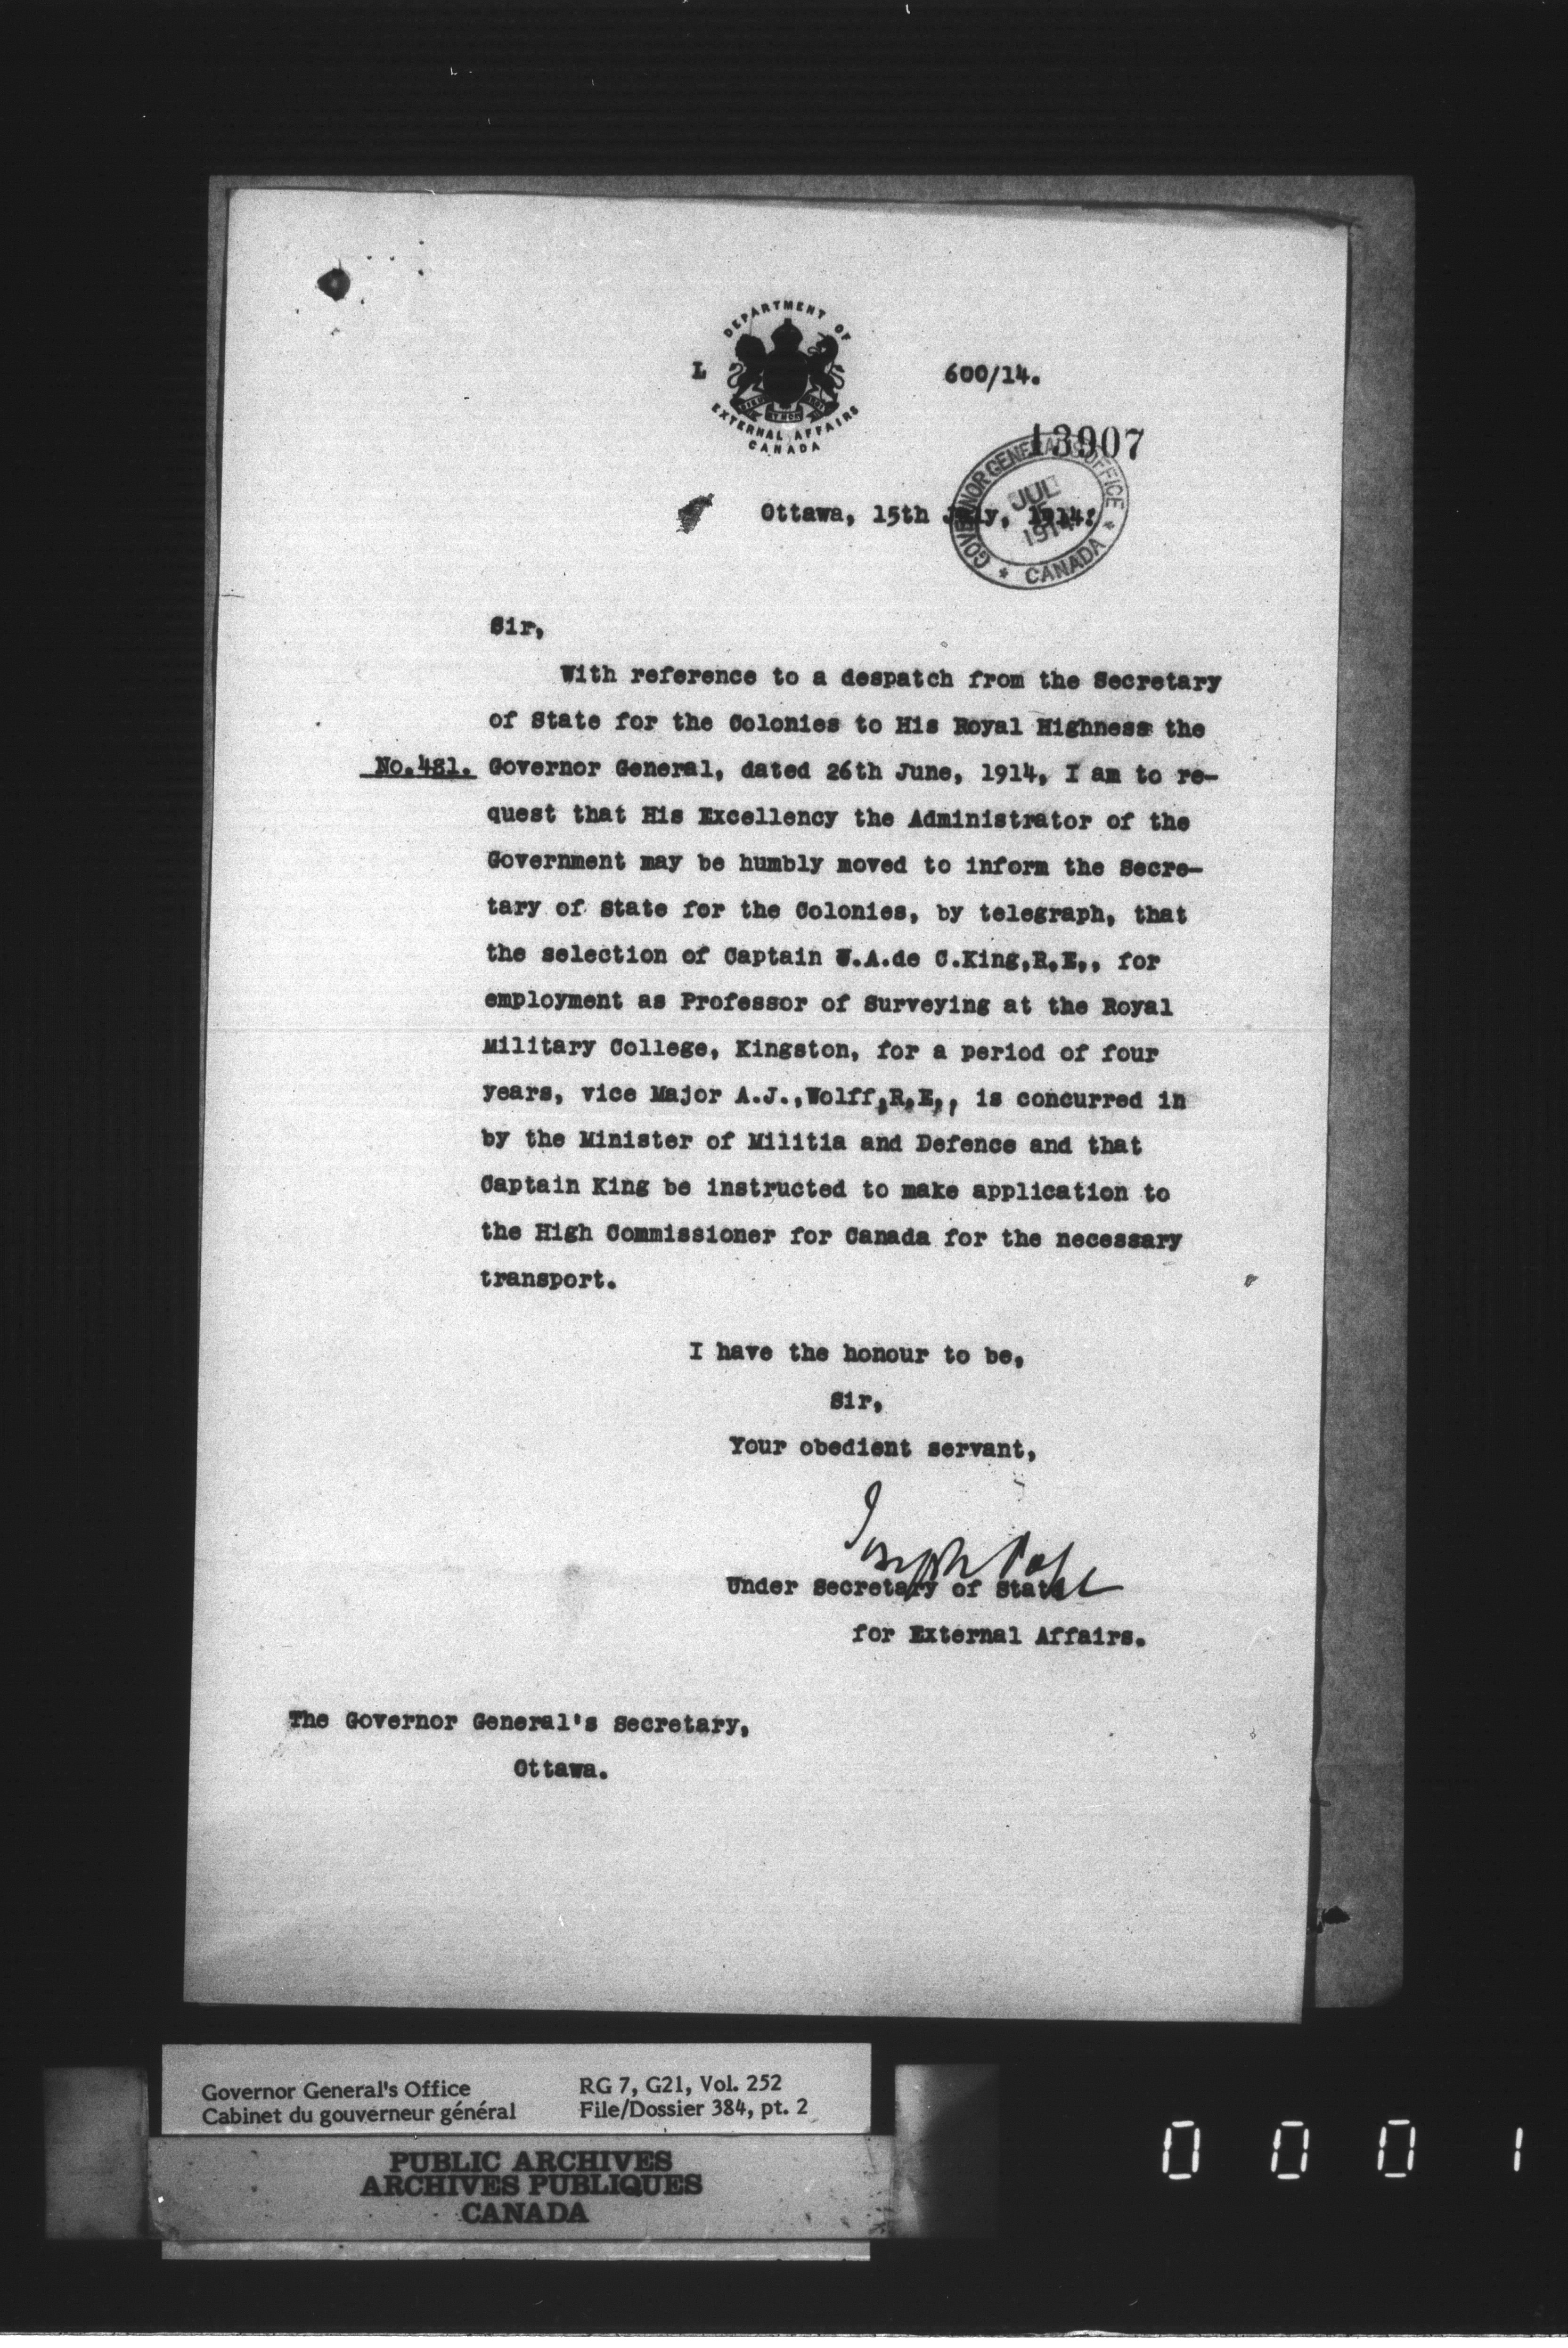 DEPARTMENT OF
L
600/14.
EXTERNAL AFFAIRS
CANADA
13907
GOVERNOR GENERAL'S OFFICE
JUL
1914
* CANADA *
Ottawa, 15th July, 1914.
Sir,
With reference to a despatch from the Secretary
of State for the Colonies to His Royal Highness the
No.481. Governor General, dated 26th June, 1914, I am to re-
quest that His Excellency the Administrator of the
Government may be humbly moved to inform the Secre-
tary of State for the Colonies, by telegraph, that
the selection of Captain W.A.de C.King,R.E,, for
employment as Professor of Surveying at the Royal
Military College, Kingston, for a period of four
years, vice Major A.J.,Wolff,R.E,, is concurred in
by the Minister of Militia and Defence and that
Captain King be instructed to make application to
the High Commissioner for Canada for the necessary
transport.
I have the honour to be,
Sir,
Your obedient servant,
Joseph Pope
Under Secretary of State
for External Affairs.
The Governor General's Secretary,
Ottawa.
Governor General's Office
Cabinet du gouverneur général
RG 7, G21, Vol. 252
File/Dossier 384, pt. 2
PUBLIC ARCHIVES
ARCHIVES PUBLIQUES
CANADA
0 0 0 1